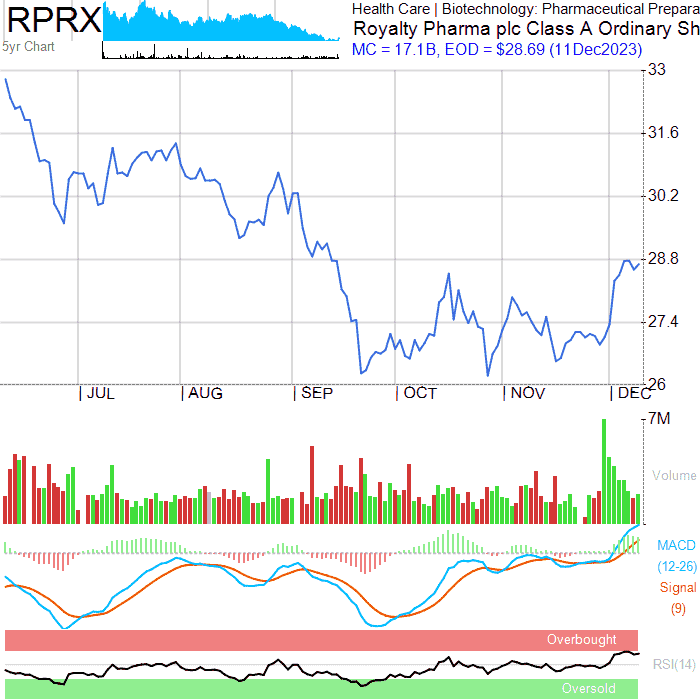 RPRX
5yr Chart
Health Care | Biotechnology: Pharmaceutical Prepara
Royalty Pharma plc Class A Ordinary Sh
MC = 17.1B, EOD = $28.69 (11Dec2023)
33
31.6
30.2
28.8
27.4
26
JUL
AUG
SEP
OCT
NOV
DEC
7M
Volume
MACD
(12-26)
Signal
(9)
Overbought
RSI(14)
Oversold